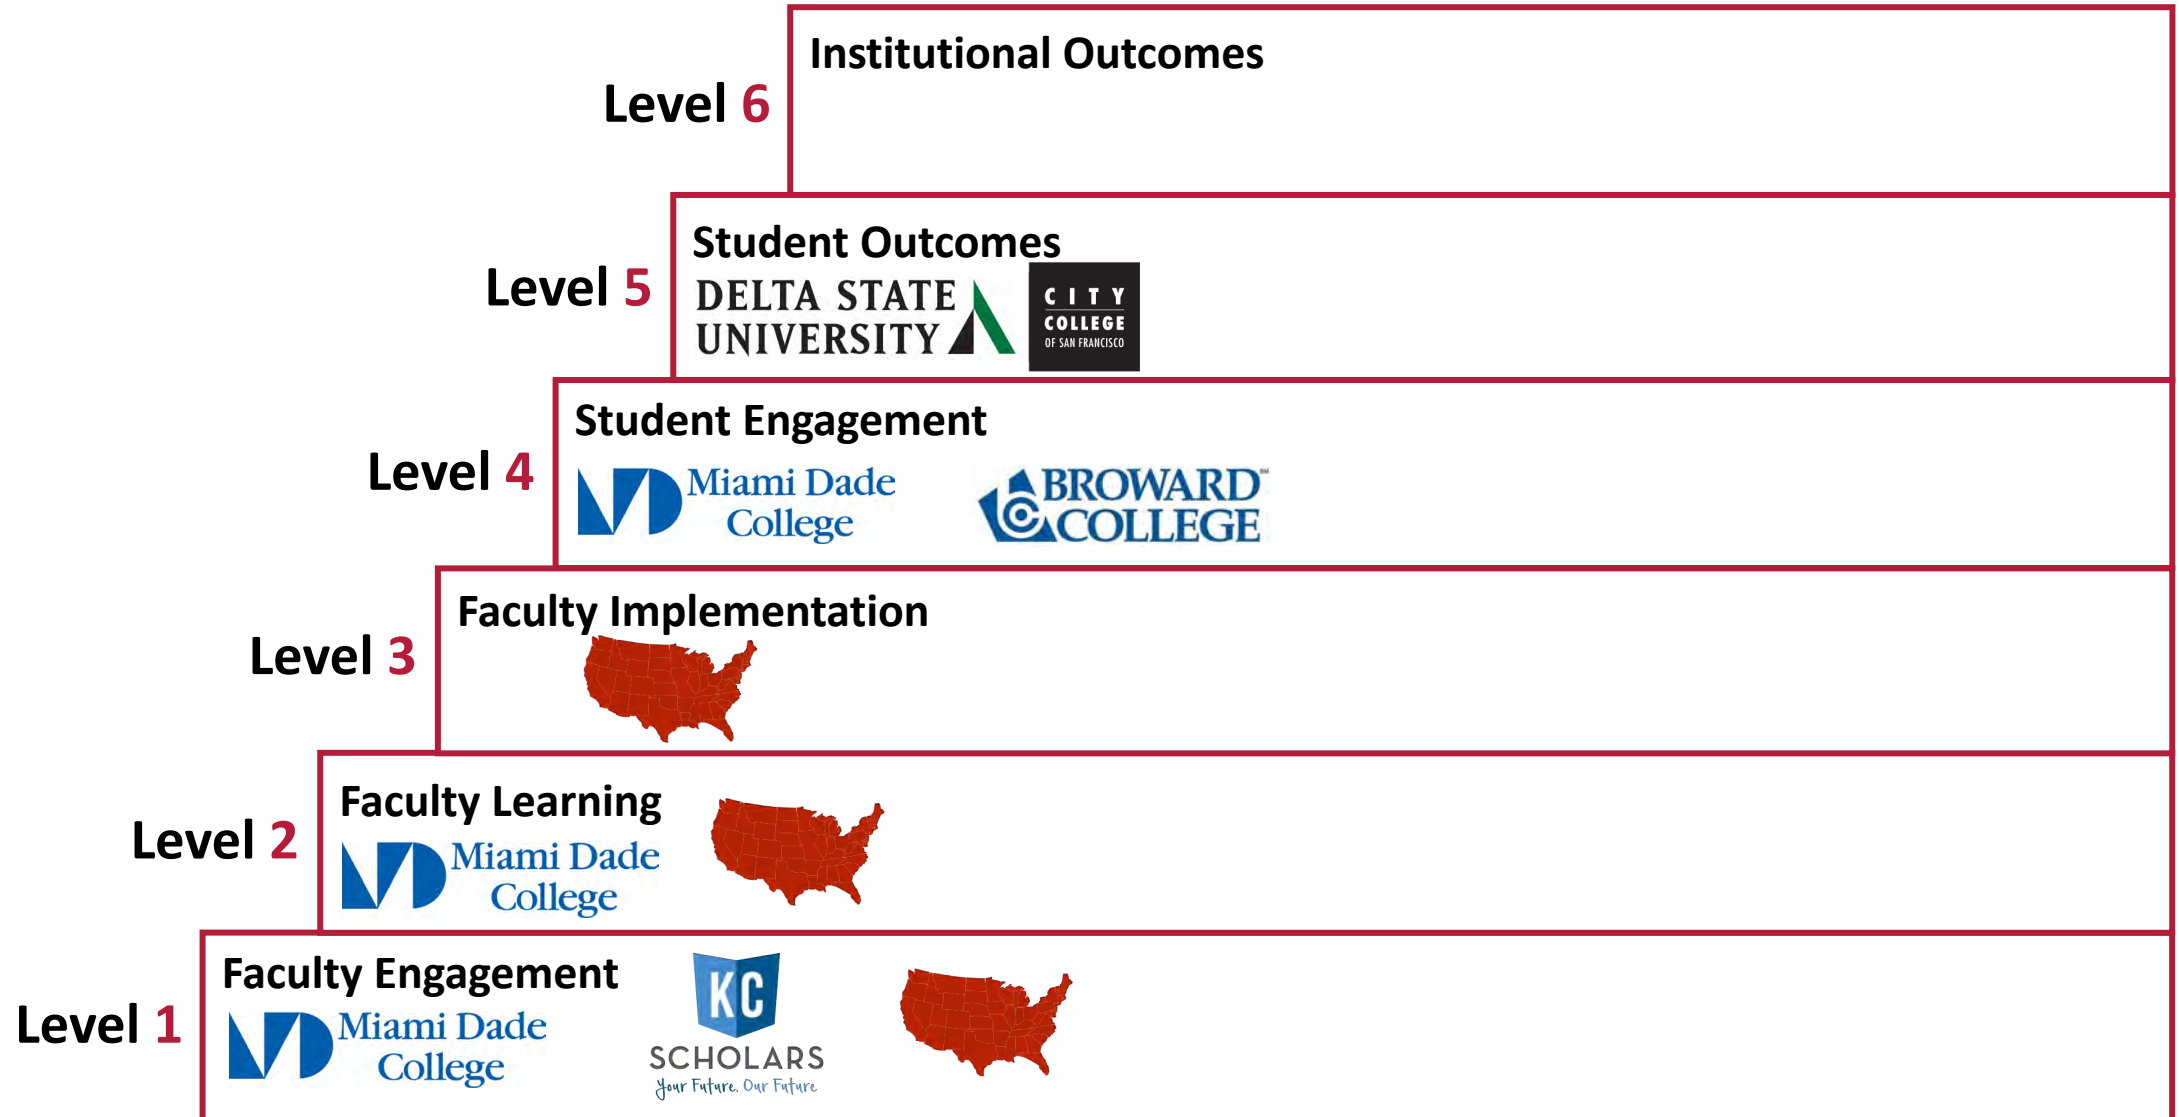 Institutional Outcomes
Level 6
Student Outcomes
Level 5
DELTA STATE
UNIVERSITY
CITY
COLLEGE
OF SAN FRANCISCO
Student Engagement
Level 4
Miami Dade
College
BROWARD
COLLEGE
Faculty Implementation
Level 3
Faculty Learning
Level 2
Miami Dade
College
Faculty Engagement
Level 1
Miami Dade
College
KC
SCHOLARS
Your Future. Our Future